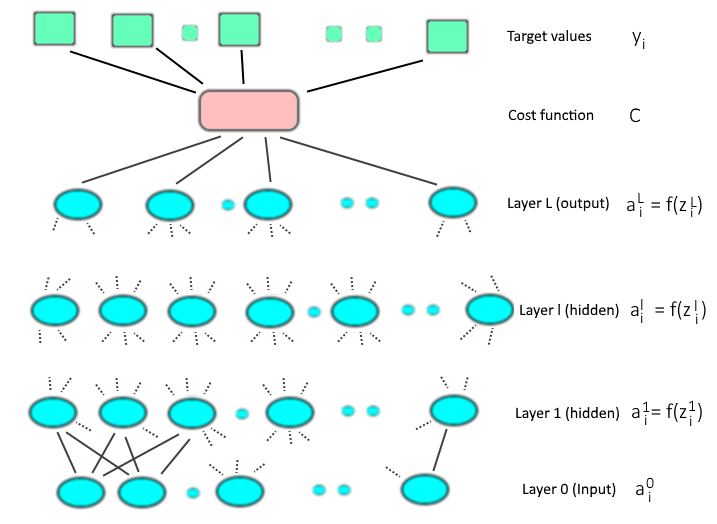 Target values y_i
Cost function C
Layer L (output) a_i^L = f(z_i^L)
Layer l (hidden) a_i^l = f(z_i^l)
Layer 1 (hidden) a_i^1 = f(z_i^1)
Layer 0 (Input) a_i^0